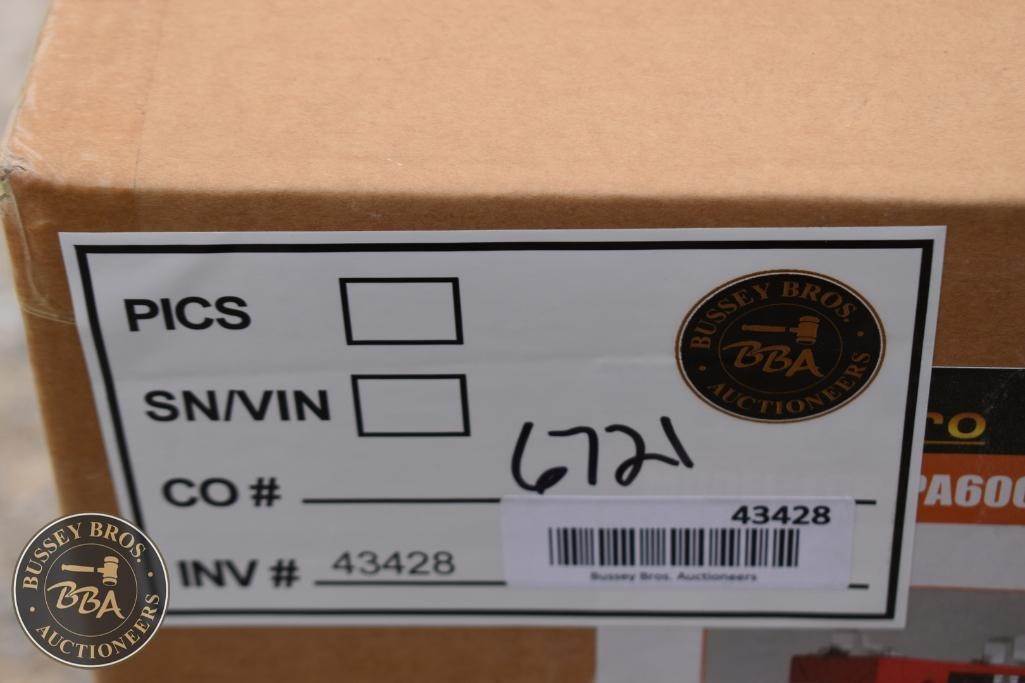 PICS
BUSSEY BROS.
BBA
AUCTIONEERS
SN/VIN
6721
CO #
43428
INV # 43428
Bussey Bros. Auctioneers
BUSSEY BROS.
BBA
AUCTIONEERS